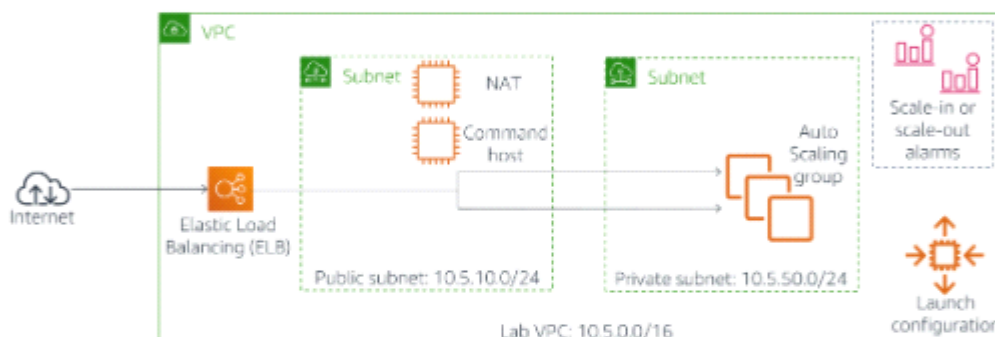 VPC
Subnet
NAT
Command
host
Public subnet: 10.5.10.0/24
Subnet
Auto
Scaling
group
Private subnet: 10.5.50.0/24
Scale-in or
scale-out
alarms
Internet
Elastic Load
Balancing (ELB)
Launch
configuration
Lab VPC: 10.5.0.0/16